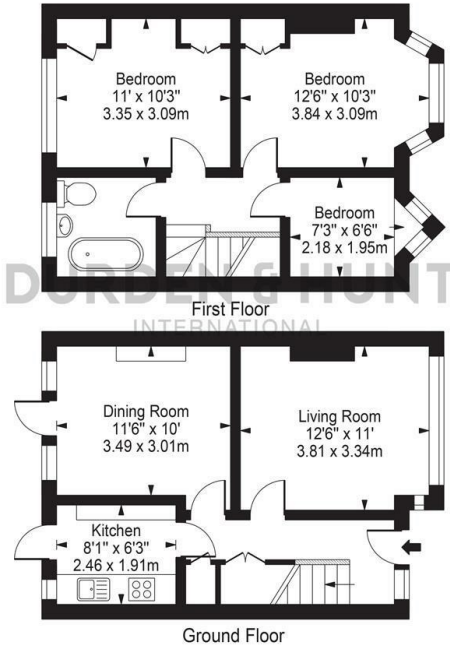 Bedroom
11' x 10'3"
3.35 x 3.09m
Bedroom
12'6" x 10'3"
3.84 x 3.09m
Bedroom
7'3" x 6'6"
2.18 x 1.95m
DURDEN & HUNT
INTERNATIONAL
First Floor
Dining Room
11'6" x 10'
3.49 x 3.01m
Living Room
12'6" x 11'
3.81 x 3.34m
Kitchen
8'1" x 6'3"
2.46 x 1.91m
Ground Floor